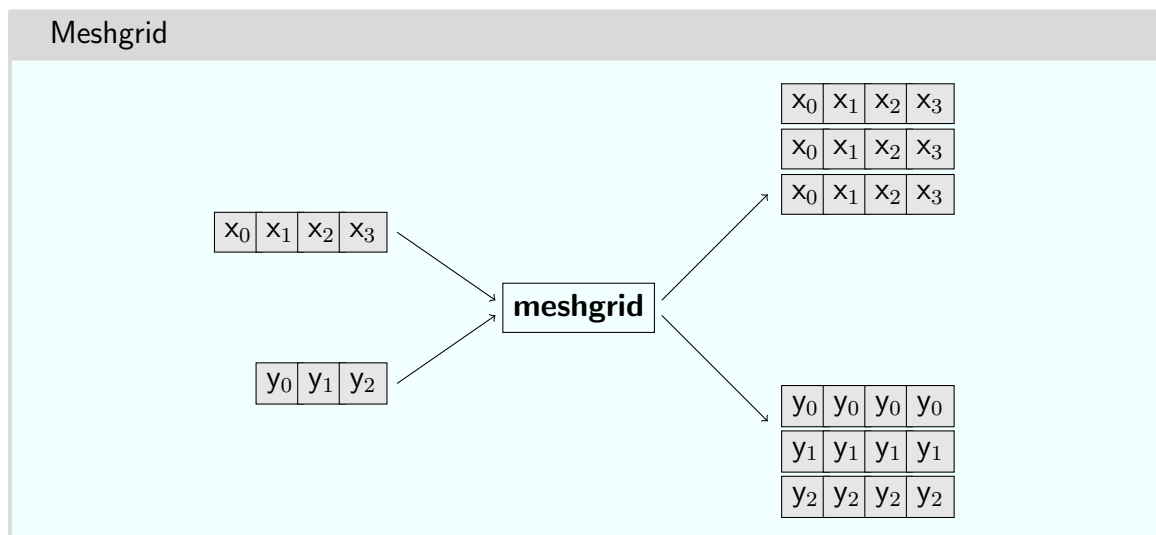 Meshgrid
x₀ x₁ x₂ x₃
x₀ x₁ x₂ x₃
x₀ x₁ x₂ x₃
x₀ x₁ x₂ x₃
meshgrid
y₀ y₁ y₂
y₀ y₀ y₀ y₀
y₁ y₁ y₁ y₁
y₂ y₂ y₂ y₂